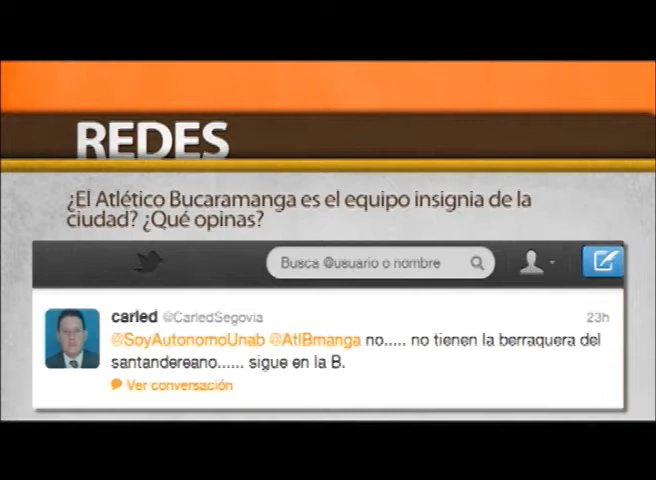 REDES
¿El Atlético Bucaramanga es el equipo insignia de la
ciudad? ¿Qué opinas?
Busca @usuario o nombre
carled @CarledSegovia 23h
@SoyAutonomoUnab @AtlBmanga no..... no tienen la berraquera del
santandereano...... sigue en la B.
Ver conversación